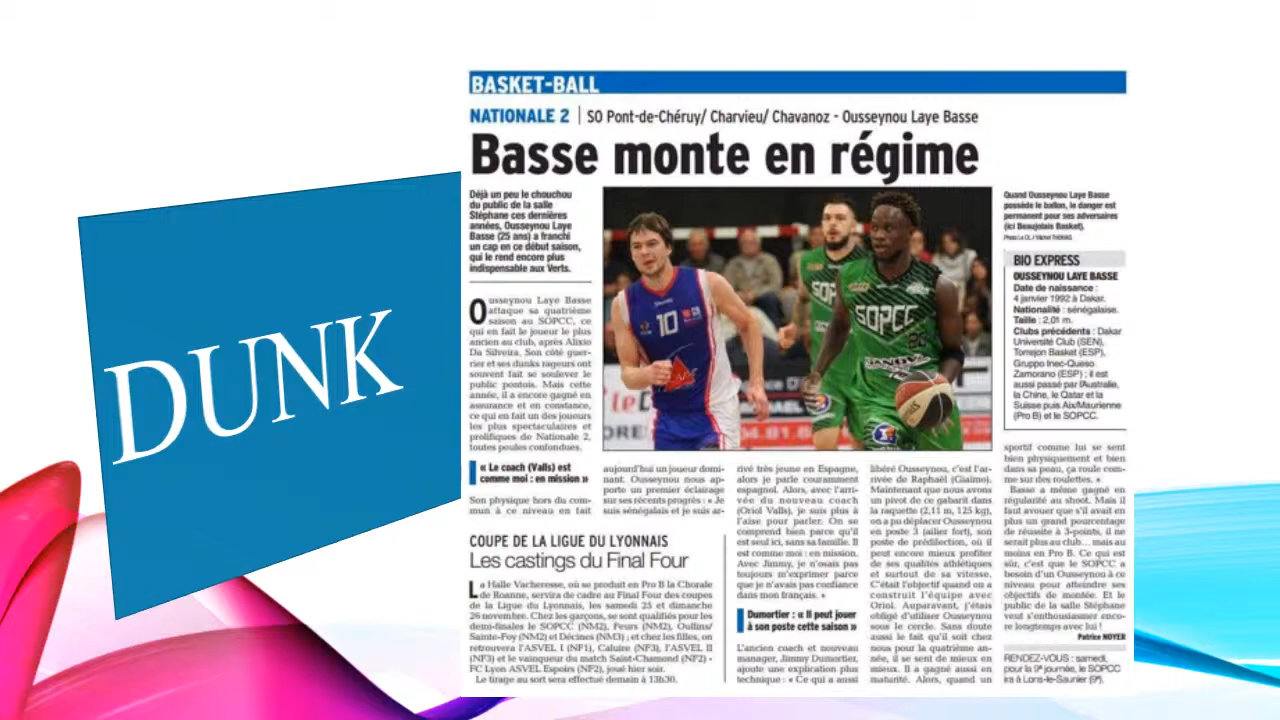 DUNK
BASKET-BALL
NATIONALE 2 | SO Pont-de-Chéruy/ Charvieu/ Chavanoz - Ousseynou Laye Basse
Basse monte en régime
Déjà un peu le chouchou
du public de la salle
Stéphane ces dernières
années, Ousseynou Laye
Basse (25 ans) a franchi
un cap en ce début saison,
qui le rend encore plus
indispensable aux Verts.
Ousseynou Laye Basse
attaque sa quatrième
saison au SOPCC, ce
qui en fait le joueur le plus
ancien au club, après Alixio
Da Silveira. Son côté guer-
rier et ses dunks rageurs ont
souvent fait se soulever le
public pontois. Mais cette
année, il a encore gagné en
assurance et en constance,
ce qui en fait un des joueurs
les plus spectaculaires et
prolifiques de Nationale 2,
toutes poules confondues.
« Le coach (Valls) est
comme moi : en mission »
Son physique hors du com-
mun à ce niveau en fait
10
SOPCC
SOP
Quand Ousseynou Laye Basse
possède le ballon, le danger est
permanent pour ses adversaires
(ici Beaujolais Basket).
BIO EXPRESS
OUSSEYNOU LAYE BASSE
Date de naissance :
4 janvier 1992 à Dakar.
Nationalité : sénégalaise.
Taille : 2,01 m.
Clubs précédents : Dakar
Université Club (SEN),
Torrejon Basket (ESP),
Gruppo Inec-Queso
Zamorano (ESP) ; il est
aussi passé par l'Australie,
la Chine, le Qatar et la
Suisse puis Aix/Maurienne
(Pro B) et le SOPCC.
aujourd'hui un joueur domi-
nant. Ousseynou nous ap-
porte un premier éclairage
sur ses récents progrès : « Je
suis sénégalais et je suis ar-
rivé très jeune en Espagne,
alors je parle couramment
espagnol. Alors, avec l'arri-
vée du nouveau coach
(Oriol Valls), je suis plus à
l'aise pour parler. On se
comprend bien parce qu'il
est seul ici, sans sa famille. Il
est comme moi : en mission.
Avec Jimmy, je n'osais pas
toujours m'exprimer parce
que je n'avais pas confiance
dans mon français. »
Dumortier : « Il peut jouer
à son poste cette saison »
L'ancien coach et nouveau
manager, Jimmy Dumortier,
ajoute une explication plus
technique : « Ce qui a aussi
libéré Ousseynou, c'est l'ar-
rivée de Raphaël (Giaimo).
Maintenant que nous avons
un pivot de ce gabarit dans
la raquette (2,11 m, 125 kg),
on a pu déplacer Ousseynou
en poste 3 (ailier fort), son
poste de prédilection, où il
peut encore mieux profiter
de ses qualités athlétiques
et surtout de sa vitesse.
C'était l'objectif quand on a
construit l'équipe avec
Oriol. Auparavant, j'étais
obligé d'utiliser Ousseynou
sous le cercle. Sans doute
aussi le fait qu'il soit chez
nous pour la quatrième an-
née, il se sent de mieux en
mieux. Il a gagné aussi en
maturité. Alors, quand un
sportif comme lui se sent
bien physiquement et bien
dans sa peau, ça roule com-
me sur des roulettes. »
Basse a même gagné en
régularité au shoot. Mais il
faut avouer que s'il avait en
plus un grand pourcentage
de réussite à 3-points, il ne
serait plus au club... mais au
moins en Pro B. Ce qui est
sûr, c'est que le SOPCC a
besoin d'un Ousseynou à ce
niveau pour atteindre ses
objectifs de montée. Et le
public de la salle Stéphane
veut s'enthousiasmer enco-
re longtemps avec lui !
Patrice NOYER
RENDEZ-VOUS : samedi,
pour la 9e journée, le SOPCC
ira à Lons-le-Saunier (9e).
COUPE DE LA LIGUE DU LYONNAIS
Les castings du Final Four
La Halle Vacheresse, où se produit en Pro B la Chorale
de Roanne, servira de cadre au Final Four des coupes
de la Ligue du Lyonnais, les samedi 25 et dimanche
26 novembre. Chez les garçons, se sont qualifiés pour les
demi-finales le SOPCC (NM2), Feurs (NM2), Oullins/
Sainte-Foy (NM2) et Décines (NM3) ; et chez les filles, on
retrouvera l'ASVEL I (NF1), Caluire (NF3), l'ASVEL II
(NF3) et le vainqueur du match Saint-Chamond (NF2) -
FC Lyon ASVEL Espoirs (NF2), joué hier soir.
Le tirage au sort sera effectué demain à 13h30.